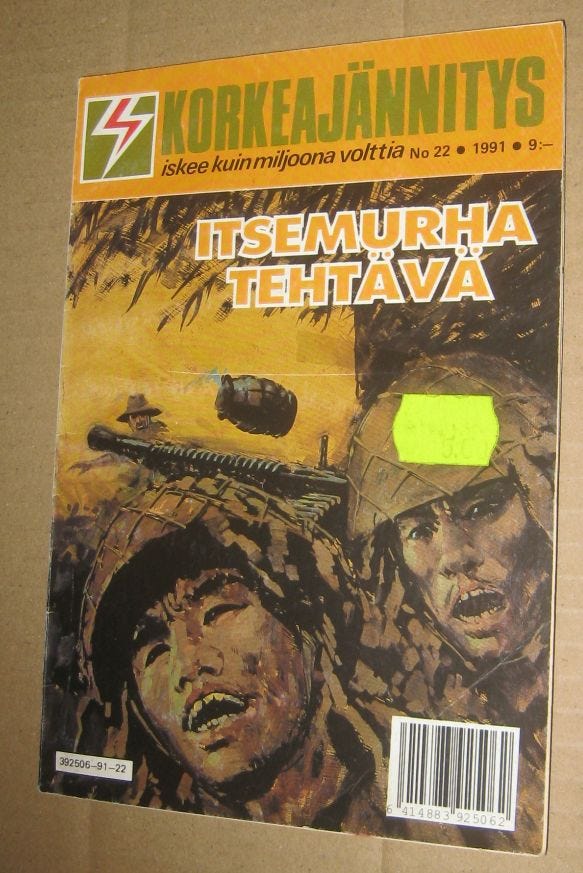 KORKEAJÄNNITYS
iskee kuin miljoona volttia No 22 • 1991 • 9:–
ITSEMURHA
TEHTÄVÄ
392506-91-22
6 414883 925062